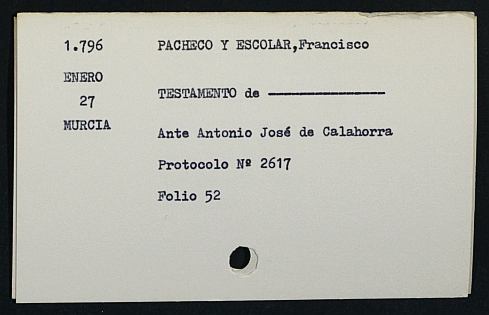 1.796 PACHECO Y ESCOLAR,Francisco
ENERO
27 TESTAMENTO de ————————
MURCIA
Ante Antonio José de Calahorra
Protocolo Nº 2617
Folio 52